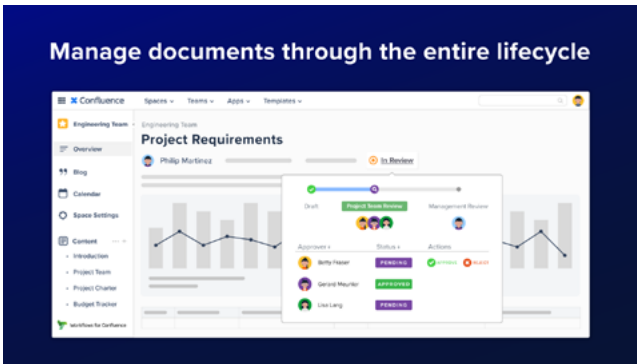 Manage documents through the entire lifecycle
Confluence
Spaces
Teams
Apps
Templates
Engineering Team
Engineering Team
Project Requirements
Overview
Philip Martinez
In Review
Blog
Calendar
Draft
Project Team Review
Management Review
Space Settings
Content
Approver
Status
Actions
Introduction
Betty Fraser
PENDING
APPROVE
REJECT
Project Team
Project Charter
Gerard Meunier
APPROVED
Budget Tracker
Lisa Lang
PENDING
Workflows for Confluence